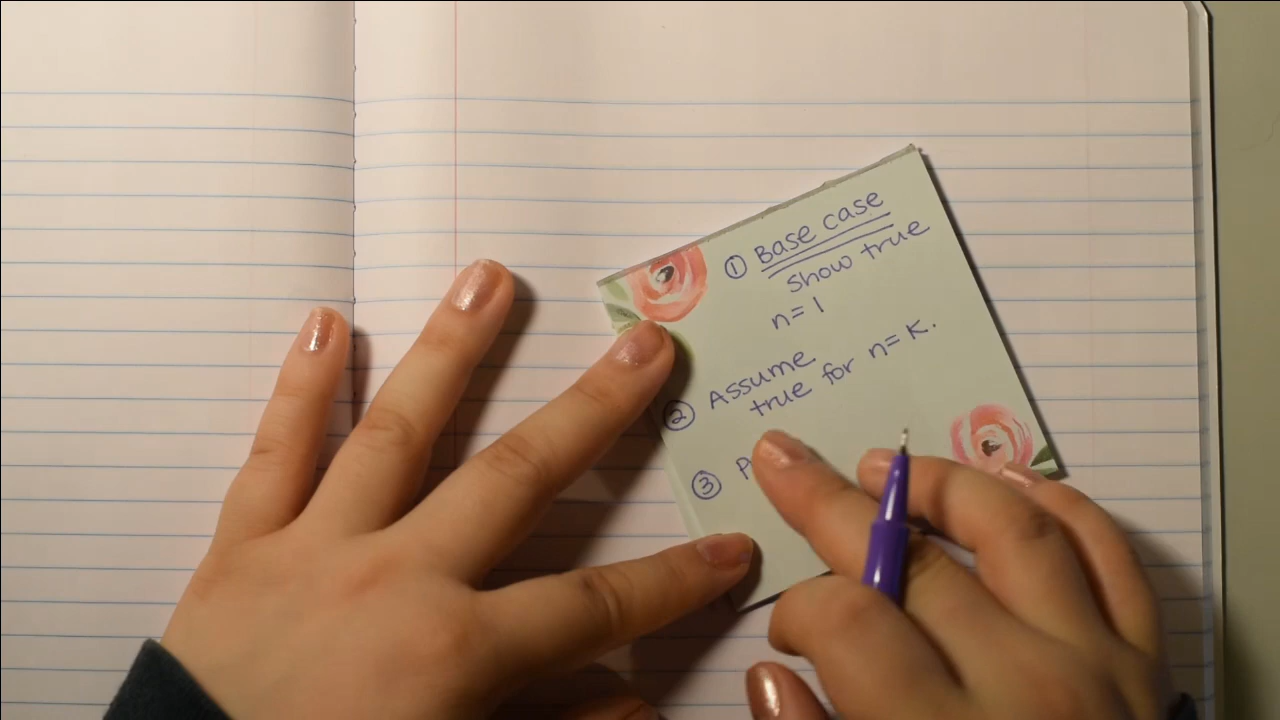 ① Base case
show true
n=1
② Assume
true for n=K.
③